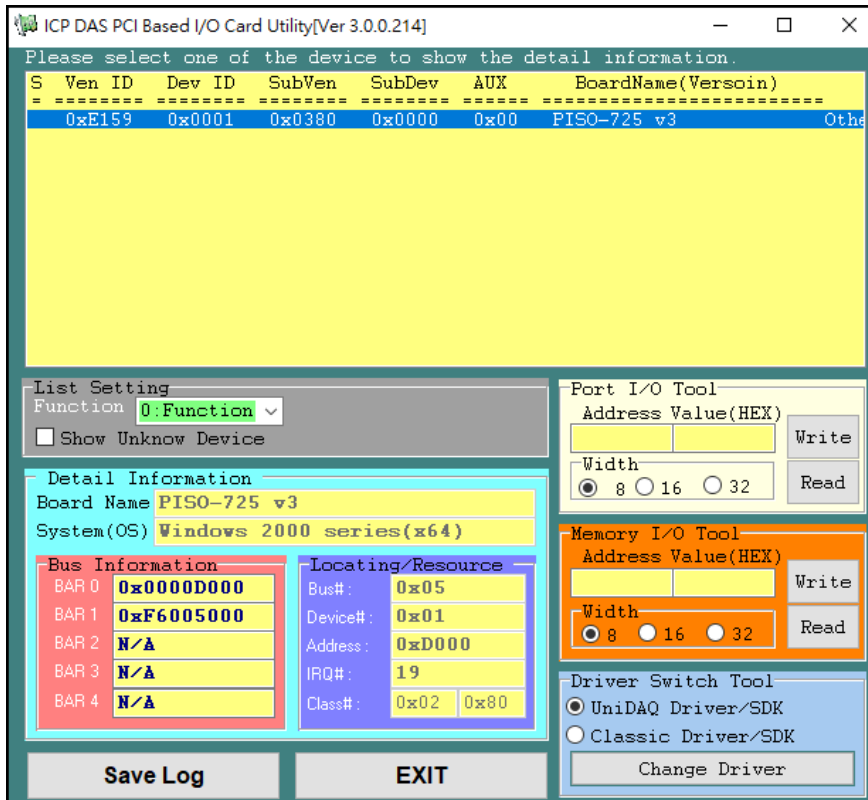 ICP DAS PCI Based I/O Card Utility[Ver 3.0.0.214]
Please select one of the device to show the detail information.
S Ven ID Dev ID SubVen SubDev AUX BoardName(Versoin)
= ======== ======== ======== ======== ====== =========================
0xE159 0x0001 0x0380 0x0000 0x00 PISO-725 v3 Othe
List Setting
Function 0:Function
Show Unknow Device
Detail Information
Board Name PISO-725 v3
System(OS) Windows 2000 series(x64)
Bus Information
BAR 0 0x0000D000
BAR 1 0xF6005000
BAR 2 N/A
BAR 3 N/A
BAR 4 N/A
Locating/Resource
Bus#: 0x05
Device#: 0x01
Address: 0xD000
IRQ#: 19
Class#: 0x02 0x80
Save Log
EXIT
Port I/O Tool
Address Value(HEX)
Write
Width
8 16 32
Read
Memory I/O Tool
Address Value(HEX)
Write
Width
8 16 32
Read
Driver Switch Tool
UniDAQ Driver/SDK
Classic Driver/SDK
Change Driver